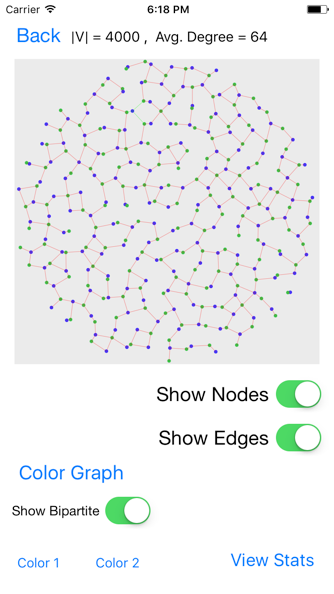 Carrier 6:18 PM
Back |V| = 4000 , Avg. Degree = 64
Show Nodes
Show Edges
Color Graph
Show Bipartite
Color 1 Color 2 View Stats